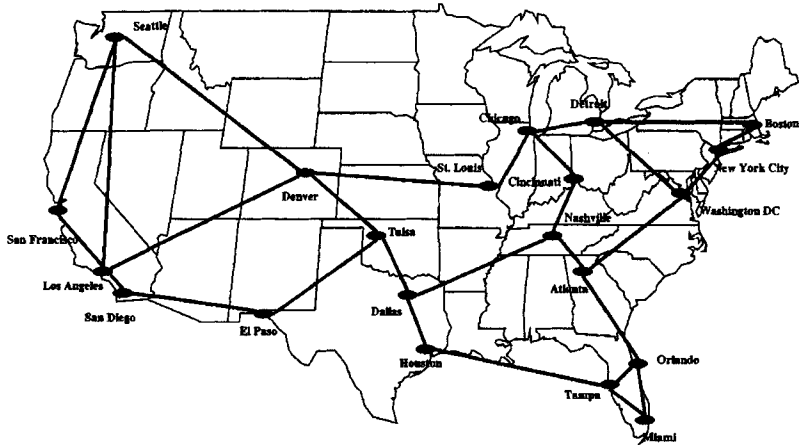 Seattle
Detroit
Chicago
Boston
St. Louis
Cincinnati
New York City
Denver
Washington DC
Nashville
Tulsa
San Francisco
Los Angeles
Atlanta
San Diego
Dallas
El Paso
Houston
Orlando
Tampa
Miami